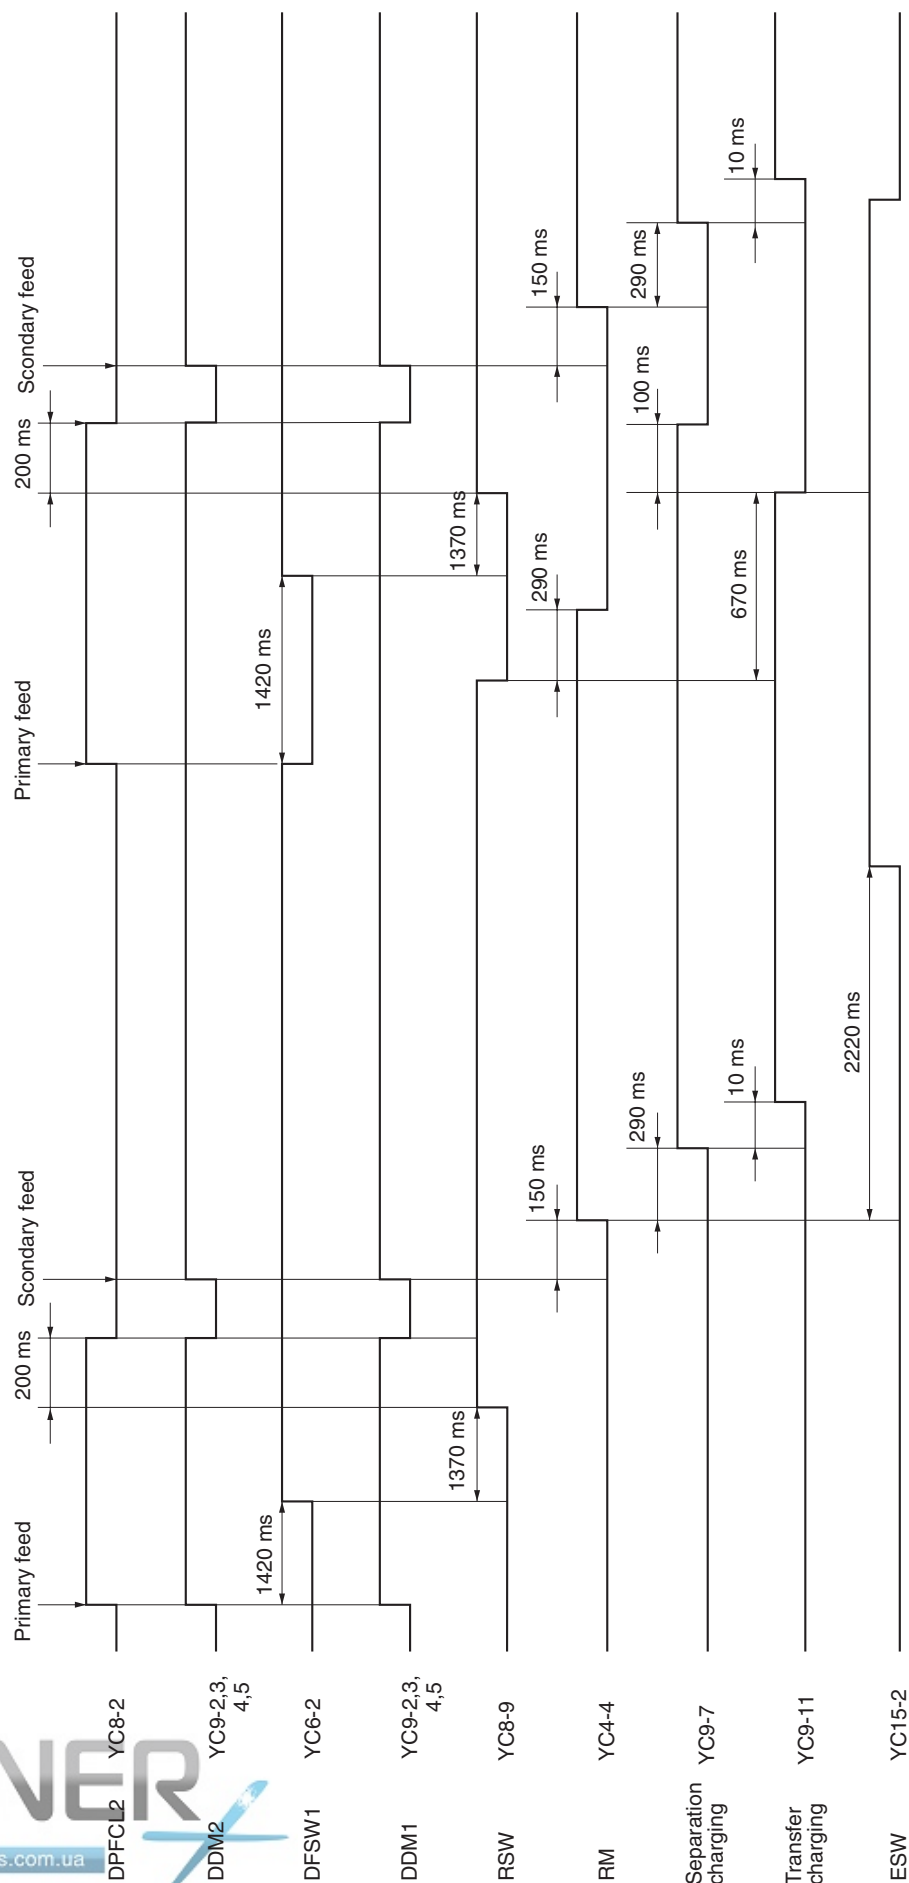 Primary feed
200 ms
Scondary feed
Primary feed
200 ms
Scondary feed
DPFCL2 YC8-2
DDM2 YC9-2,3,
4,5
1420 ms
1420 ms
DFSW1 YC6-2
DDM1 YC9-2,3,
4,5
1370 ms
1370 ms
RSW YC8-9
150 ms
290 ms
150 ms
RM YC4-4
290 ms
100 ms
290 ms
Separation
charging
YC9-7
10 ms
670 ms
10 ms
Transfer
charging
YC9-11
2220 ms
ESW YC15-2
NER
s.com.ua